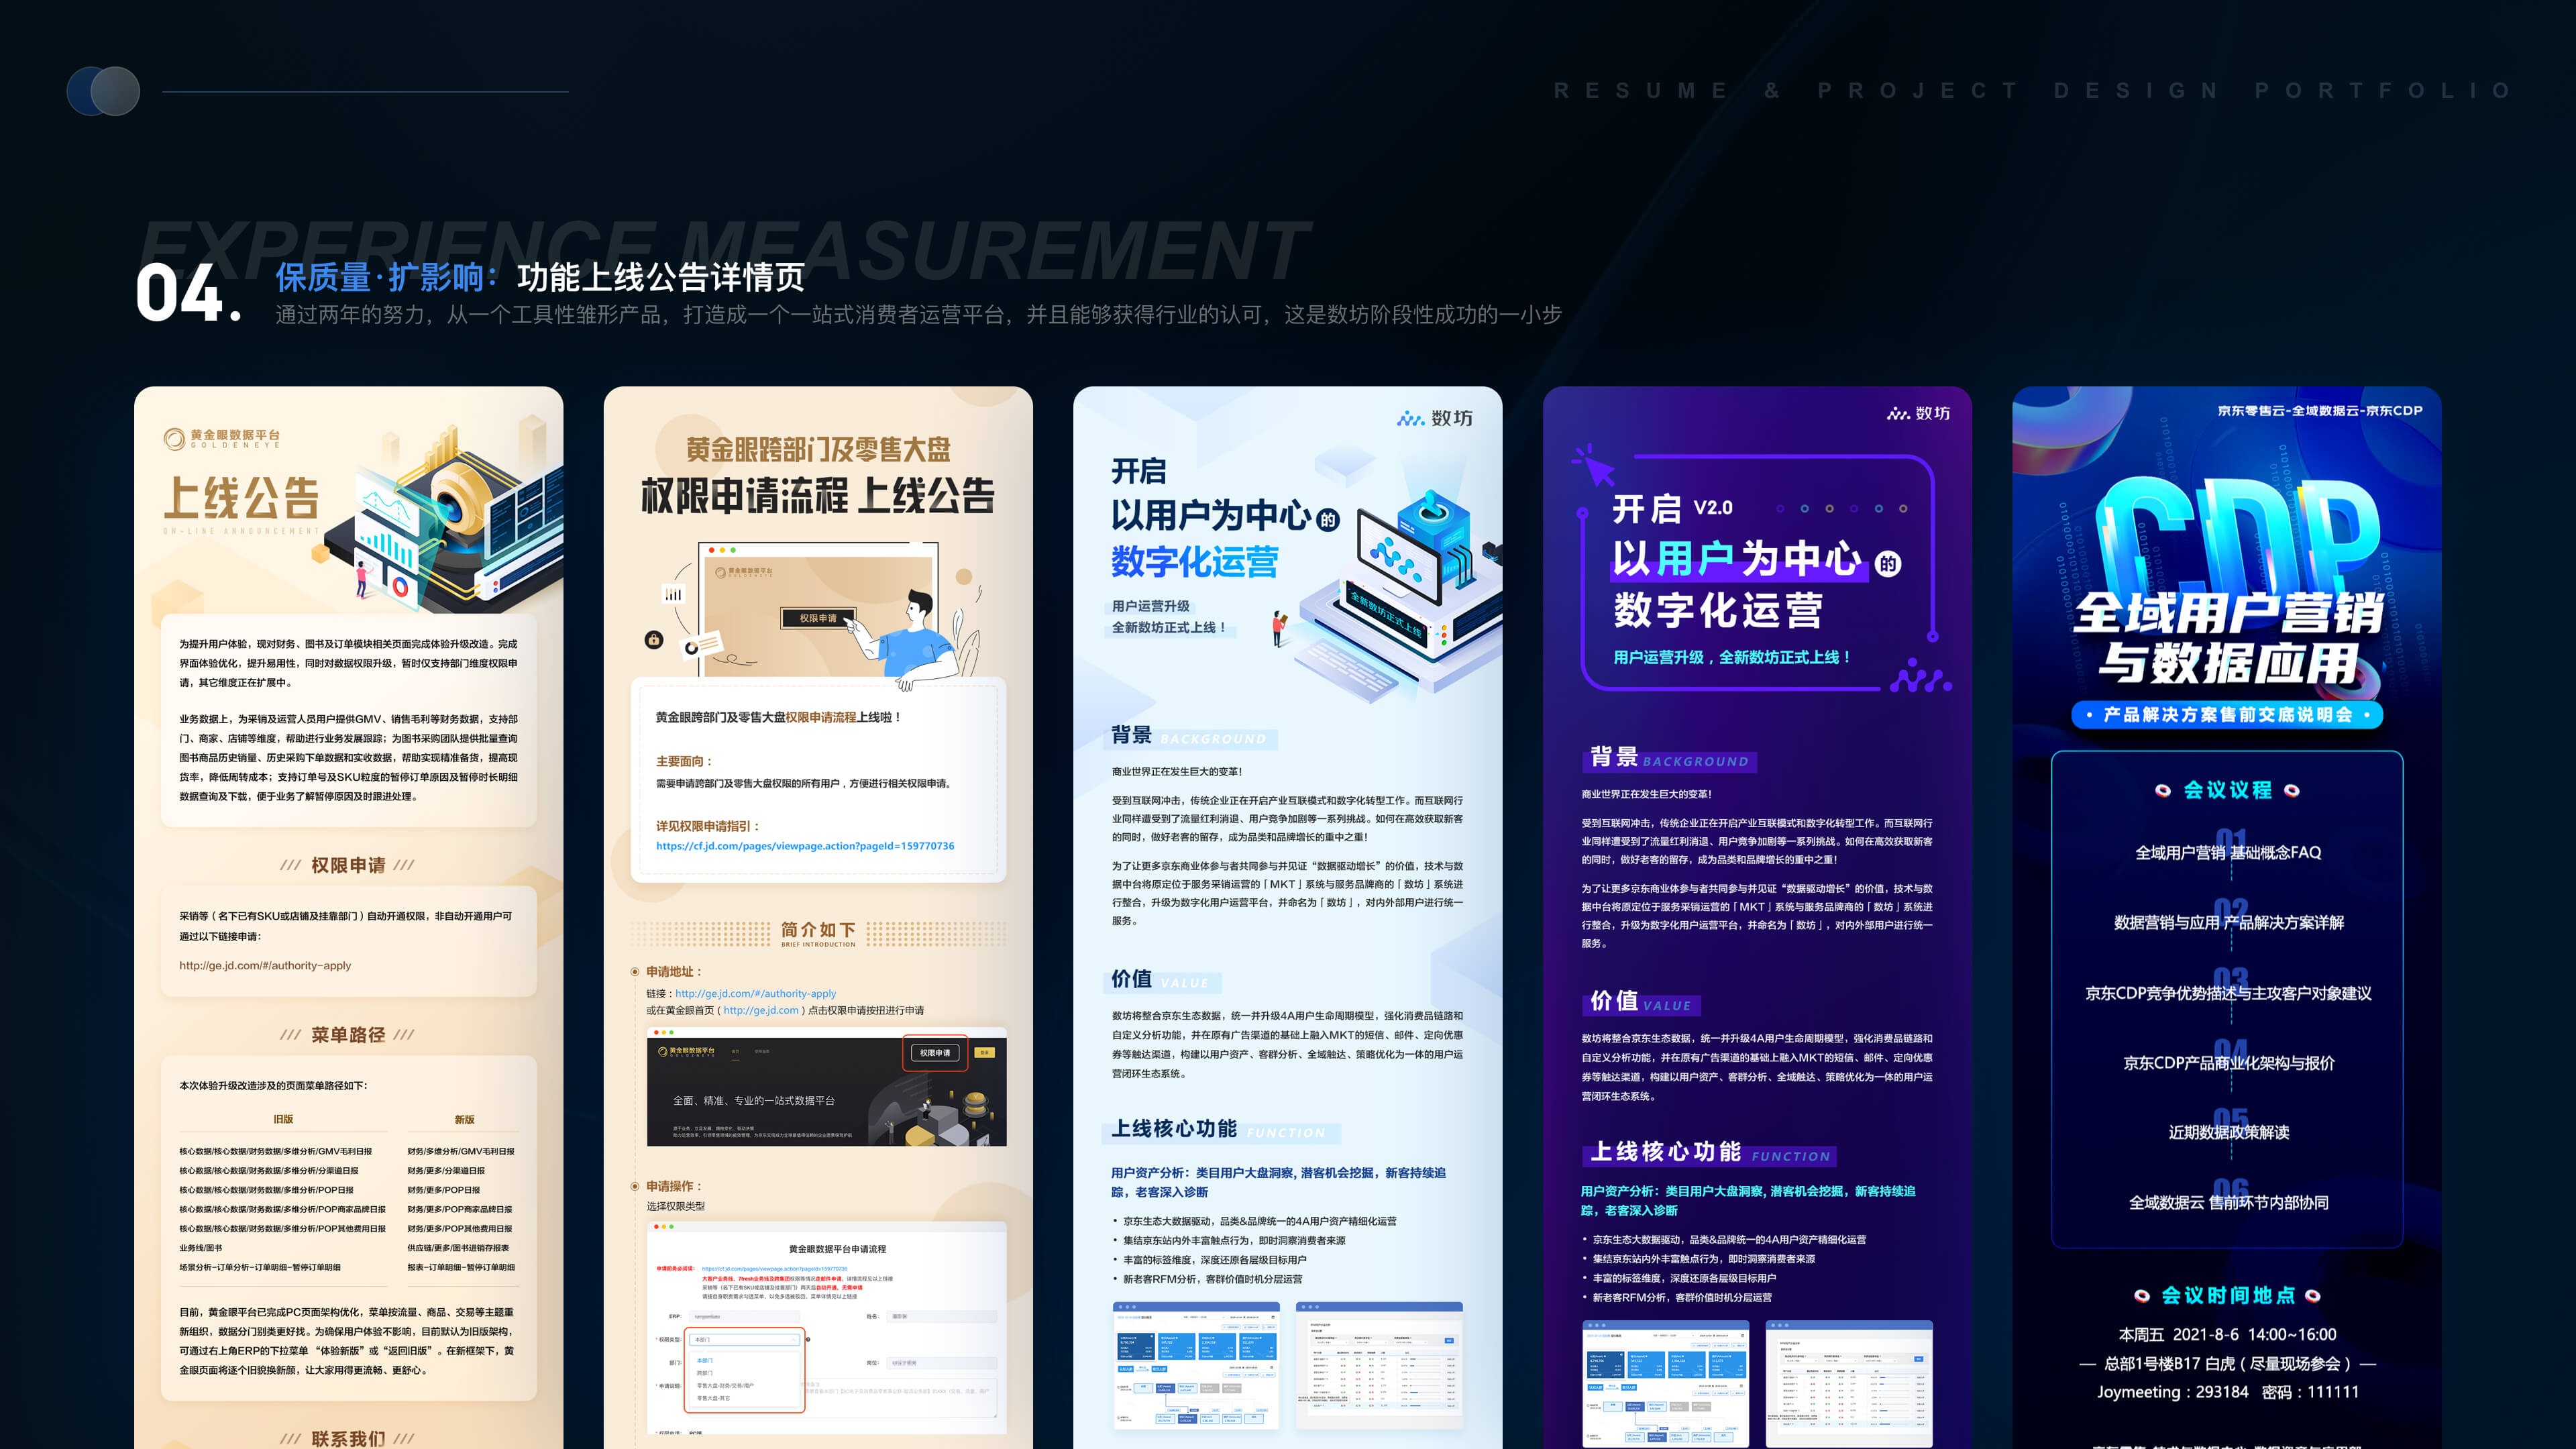 RESUME & PROJECT DESIGN PORTFOLIO
EXPERIENCE MEASUREMENT
04.
保质量·扩影响：功能上线公告详情页
通过两年的努力，从一个工具性雏形产品，打造成一个一站式消费者运营平台，并且能够获得行业的认可，这是数坊阶段性成功的一小步
黄金眼数据平台
GOLDENEYE
上线公告
ON-LINE ANNOUNCEMENT
为提升用户体验，现对财务、图书及订单模块相关页面完成体验升级改造。完成
界面体验优化，提升易用性，同时对数据权限升级，暂时仅支持部门维度权限申
请，其它维度正在扩展中。
业务数据上，为采销及运营人员用户提供GMV、销售毛利等财务数据，支持部
门、商家、店铺等维度，帮助进行业务发展跟踪；为图书采购团队提供批量查询
图书商品历史销量、历史采购下单数据和实收数据，帮助实现精准备货，提高现
货率，降低周转成本；支持订单号及SKU粒度的暂停订单原因及暂停时长明细
数据查询及下载，便于业务了解暂停原因及时跟进处理。
/// 权限申请 ///
采销等（名下已有SKU或店铺及挂靠部门）自动开通权限，非自动开通用户可
通过以下链接申请：
http://ge.jd.com/#/authority-apply
/// 菜单路径 ///
本次体验升级改造涉及的页面菜单路径如下：
旧版 新版
核心数据/核心数据/财务数据/多维分析/GMV毛利日报 财务/多维分析/GMV毛利日报
核心数据/核心数据/财务数据/多维分析/分渠道日报 财务/更多/分渠道日报
核心数据/核心数据/财务数据/多维分析/POP日报 财务/更多/POP日报
核心数据/核心数据/财务数据/多维分析/POP商家品牌日报 财务/更多/POP商家品牌日报
核心数据/核心数据/财务数据/多维分析/POP其他费用日报 财务/更多/POP其他费用日报
业务线/图书 供应链/更多/图书进销存报表
场景分析-订单分析-订单明细-暂停订单明细 报表-订单明细-暂停订单明细
目前，黄金眼平台已完成PC页面架构优化，菜单按流量、商品、交易等主题重
新组织，数据分门别类更好找。为确保用户体验不影响，目前默认为旧版架构，
可通过右上角ERP的下拉菜单“体验新版”或“返回旧版”。在新框架下，黄
金眼页面将逐个旧貌换新颜，让大家用得更流畅、更舒心。
/// 联系我们 ///
黄金眼跨部门及零售大盘
权限申请流程 上线公告
黄金眼数据平台
GOLDENEYE
权限申请
黄金眼跨部门及零售大盘权限申请流程上线啦！
主要面向：
需要申请跨部门及零售大盘权限的所有用户，方便进行相关权限申请。
详见权限申请指引：
https://cf.jd.com/pages/viewpage.action?pageId=159770736
简介如下
BRIEF INTRODUCTION
申请地址：
链接：http://ge.jd.com/#/authority-apply
或在黄金眼首页（http://ge.jd.com）点击权限申请按扭进行申请
黄金眼数据平台
权限申请
全面、精准、专业的一站式数据平台
申请操作：
选择权限类型
黄金眼数据平台申请流程
https://cf.jd.com/pages/viewpage.action?pageId=159770736
ERP:
姓名：
权限类型：
本部门
部门：
本部门
跨部门
零售大盘-财务/交易/用户
零售大盘-其它
岗位：
申请说明：
数坊
开启
以用户为中心的
数字化运营
用户运营升级
全新数坊正式上线！
全新数坊正式上线
背景 BACKGROUND
商业世界正在发生巨大的变革！
受到互联网冲击，传统企业正在开启产业互联模式和数字化转型工作。而互联网行
业同样遭受到了流量红利消退、用户竞争加剧等一系列挑战。如何在高效获取新客
的同时，做好老客的留存，成为品类和品牌增长的重中之重！
为了让更多京东商业体参与者共同参与并见证“数据驱动增长”的价值，技术与数
据中台将原定位于服务采销运营的「MKT」系统与服务品牌商的「数坊」系统进
行整合，升级为数字化用户运营平台，并命名为「数坊」，对内外部用户进行统一
服务。
价值 VALUE
数坊将整合京东生态数据，统一并升级4A用户生命周期模型，强化消费品链路和
自定义分析功能，并在原有广告渠道的基础上融入MKT的短信、邮件、定向优惠
券等触达渠道，构建以用户资产、客群分析、全域触达、策略优化为一体的用户运
营闭环生态系统。
上线核心功能 FUNCTION
用户资产分析：类目用户大盘洞察, 潜客机会挖掘，新客持续追
踪，老客深入诊断
• 京东生态大数据驱动，品类&品牌统一的4A用户资产精细化运营
• 集结京东站内外丰富触点行为，即时洞察消费者来源
• 丰富的标签维度，深度还原各层级目标用户
• 新老客RFM分析，客群价值时机分层运营
数坊
开启 V2.0
以用户为中心的
数字化运营
用户运营升级，全新数坊正式上线！
背景 BACKGROUND
商业世界正在发生巨大的变革！
受到互联网冲击，传统企业正在开启产业互联模式和数字化转型工作。而互联网行
业同样遭受到了流量红利消退、用户竞争加剧等一系列挑战。如何在高效获取新客
的同时，做好老客的留存，成为品类和品牌增长的重中之重！
为了让更多京东商业体参与者共同参与并见证“数据驱动增长”的价值，技术与数
据中台将原定位于服务采销运营的「MKT」系统与服务品牌商的「数坊」系统进
行整合，升级为数字化用户运营平台，并命名为「数坊」，对内外部用户进行统一
服务。
价值 VALUE
数坊将整合京东生态数据，统一并升级4A用户生命周期模型，强化消费品链路和
自定义分析功能，并在原有广告渠道的基础上融入MKT的短信、邮件、定向优惠
券等触达渠道，构建以用户资产、客群分析、全域触达、策略优化为一体的用户运
营闭环生态系统。
上线核心功能 FUNCTION
用户资产分析：类目用户大盘洞察, 潜客机会挖掘，新客持续追
踪，老客深入诊断
• 京东生态大数据驱动，品类&品牌统一的4A用户资产精细化运营
• 集结京东站内外丰富触点行为，即时洞察消费者来源
• 丰富的标签维度，深度还原各层级目标用户
• 新老客RFM分析，客群价值时机分层运营
京东零售云-全域数据云-京东CDP
CDP
全域用户营销
与数据应用
• 产品解决方案售前交底说明会 •
会议议程
01
全域用户营销 基础概念FAQ
02
数据营销与应用 产品解决方案详解
03
京东CDP竞争优势描述与主攻客户对象建议
04
京东CDP产品商业化架构与报价
05
近期数据政策解读
06
全域数据云 售前环节内部协同
会议时间地点
本周五 2021-8-6 14:00~16:00
— 总部1号楼B17 白虎（尽量现场参会）—
Joymeeting：293184 密码：111111